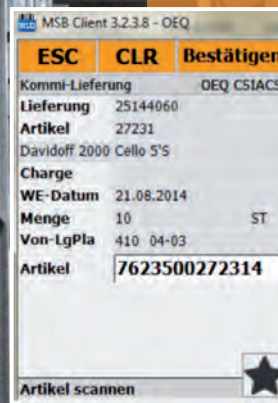 MSB Client 3.2.3.8 - OEQ
ESC CLR Bestätigen
Kommi-Lieferung OEQ CSIACS
Lieferung 25144060
Artikel 27231
Davidoff 2000 Cello 5'S
Charge
WE-Datum 21.08.2014
Menge 10 ST
Von-LgPla 410 04-03
Artikel 7623500272314
Artikel scannen